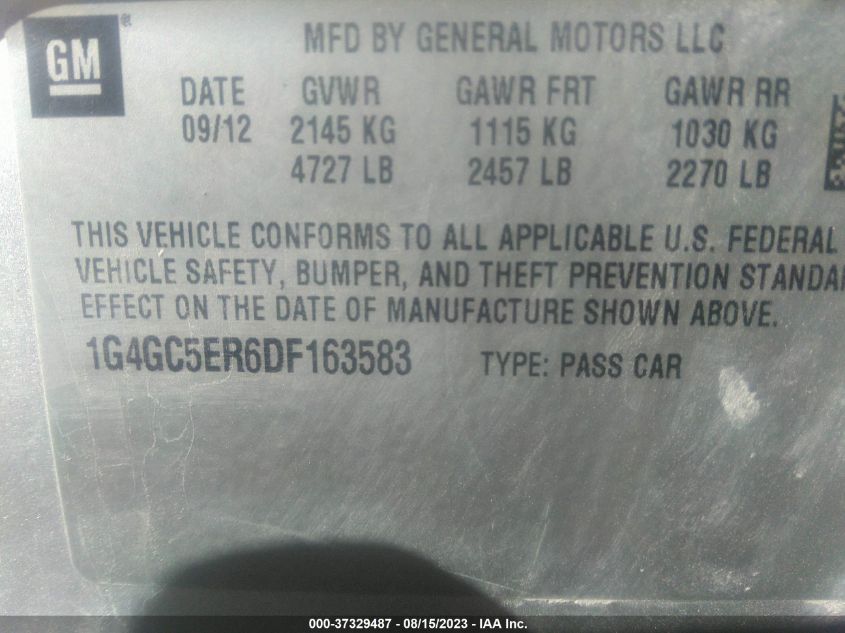 GM ®
MFD BY GENERAL MOTORS LLC
DATE GVWR GAWR FRT GAWR RR
09/12 2145 KG 1115 KG 1030 KG
4727 LB 2457 LB 2270 LB
THIS VEHICLE CONFORMS TO ALL APPLICABLE U.S. FEDERAL
VEHICLE SAFETY, BUMPER, AND THEFT PREVENTION STANDA
EFFECT ON THE DATE OF MANUFACTURE SHOWN ABOVE.
1G4GC5ER6DF163583 TYPE: PASS CAR
000-37329487 - 08/15/2023 - IAA Inc.